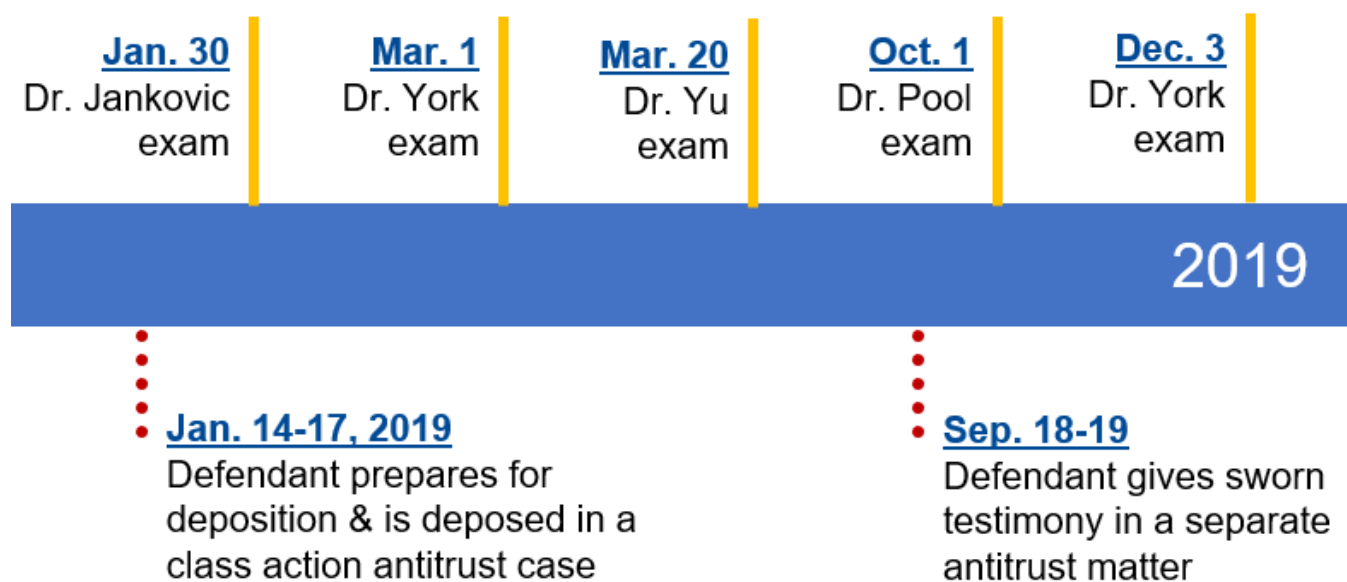 Jan. 30
Dr. Jankovic
exam
Mar. 1
Dr. York
exam
Mar. 20
Dr. Yu
exam
Oct. 1
Dr. Pool
exam
Dec. 3
Dr. York
exam
2019
Jan. 14-17, 2019
Defendant prepares for
deposition & is deposed in a
class action antitrust case
Sep. 18-19
Defendant gives sworn
testimony in a separate
antitrust matter